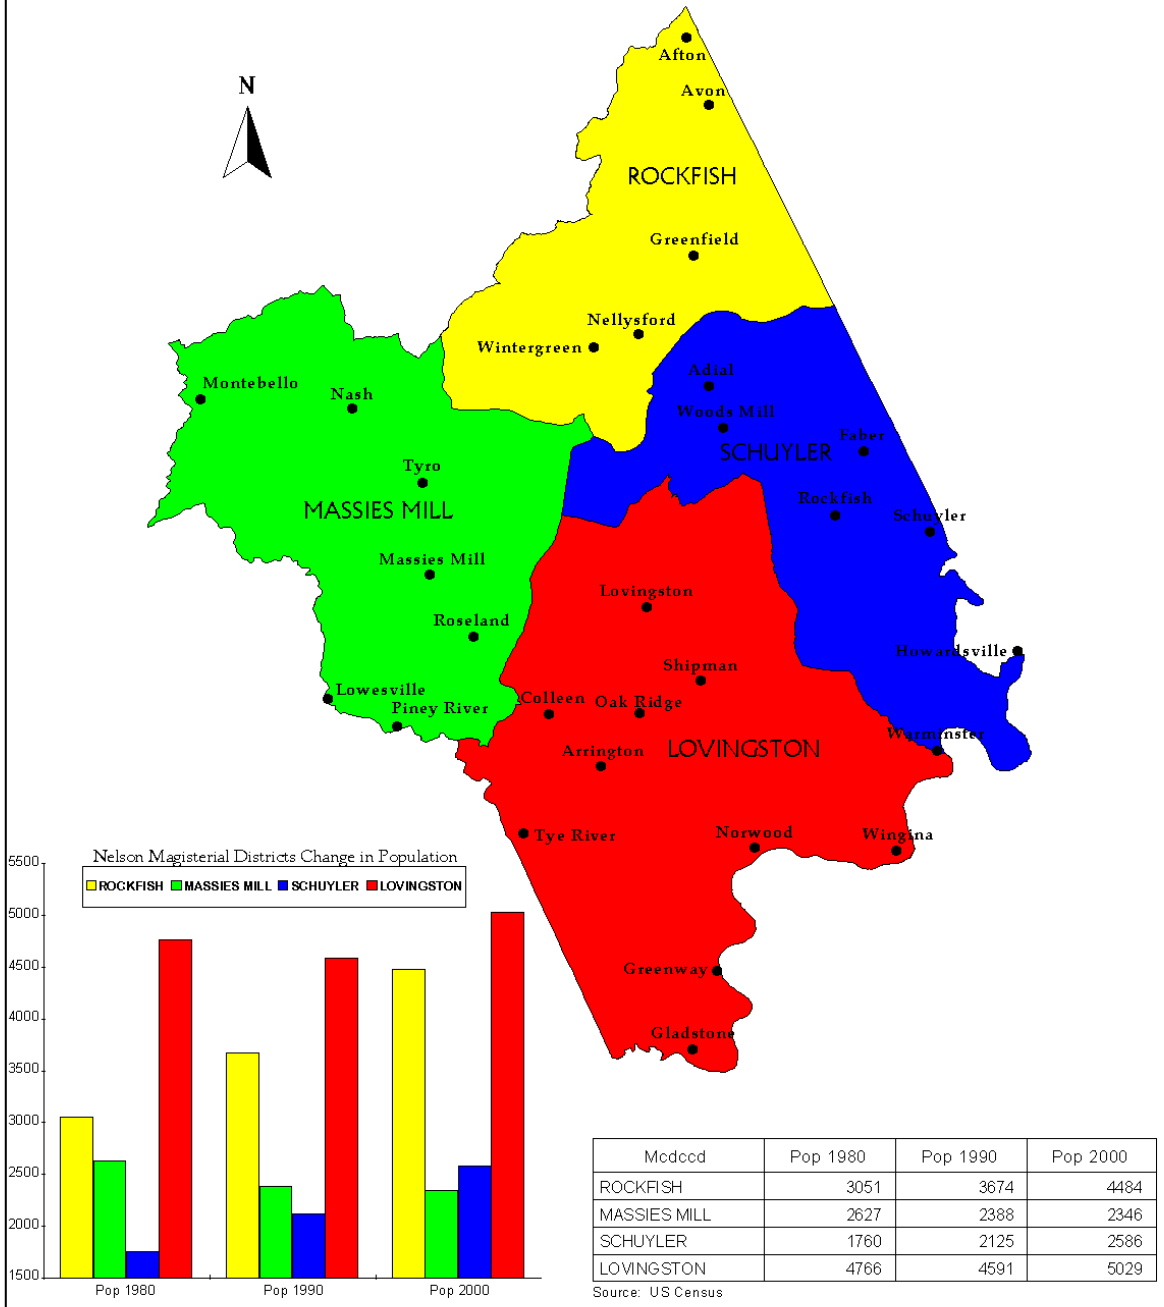 Afton
N
Avon
ROCKFISH
Greenfield
Nellysford
Wintergreen
Adial
Montebello
Nash
Woods Mill
Faber
SCHUYLER
Tyro
Rockfish
MASSIES MILL
Schuyler
Massies Mill
Lovingston
Roseland
Howardsville
Shipman
Lowesville
Colleen
Oak Ridge
Piney River
Warminster
LOVINGSTON
Arrington
Tye River
Norwood
Wingina
Greenway
Gladstone
Nelson Magisterial Districts Change in Population
ROCKFISH MASSIES MILL SCHUYLER LOVINGSTON
5500
5000
4500
4000
3500
3000
2500
2000
1500
Pop 1980 Pop 1990 Pop 2000
Mcdccd Pop 1980 Pop 1990 Pop 2000
ROCKFISH 3051 3674 4484
MASSIES MILL 2627 2388 2346
SCHUYLER 1760 2125 2586
LOVINGSTON 4766 4591 5029
Source: US Census